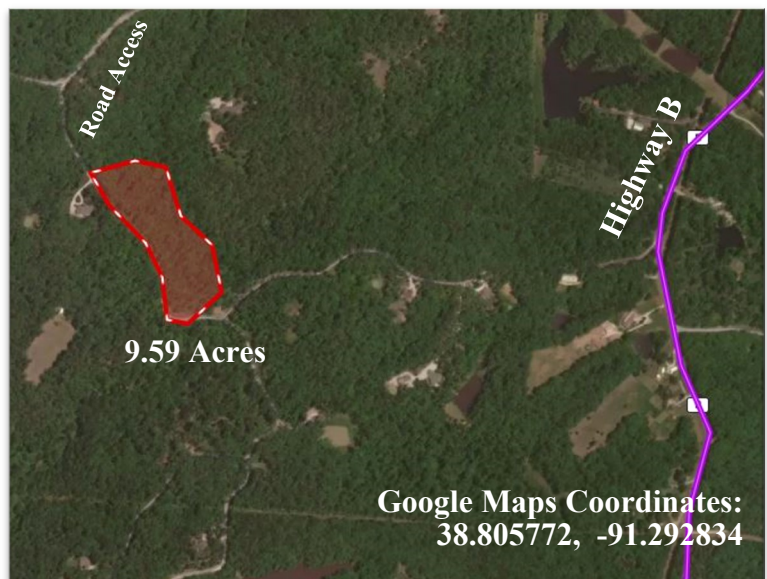 Road Access
Highway B
9.59 Acres
Google Maps Coordinates:
38.805772, -91.292834